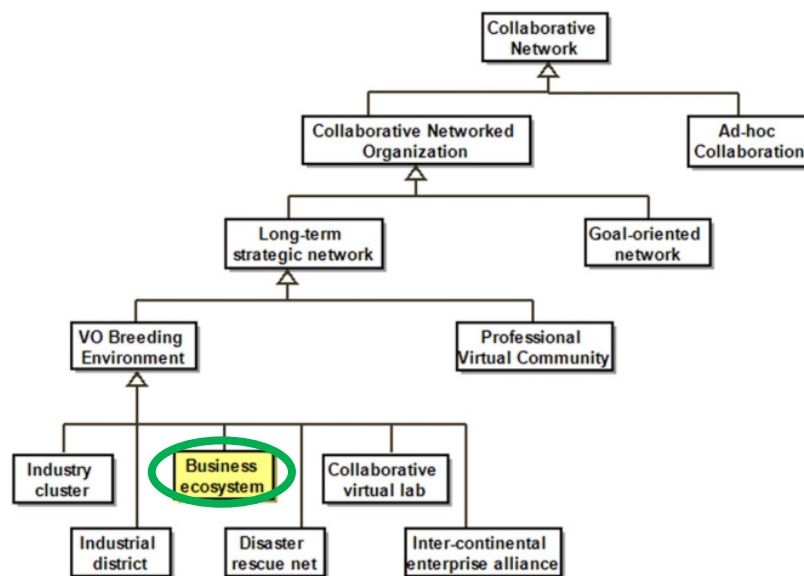 Collaborative
Network
Collaborative Networked
Organization
Ad-hoc
Collaboration
Long-term
strategic network
Goal-oriented
network
VO Breeding
Environment
Professional
Virtual Community
Industry
cluster
Business
ecosystem
Collaborative
virtual lab
Industrial
district
Disaster
rescue net
Inter-continental
enterprise alliance